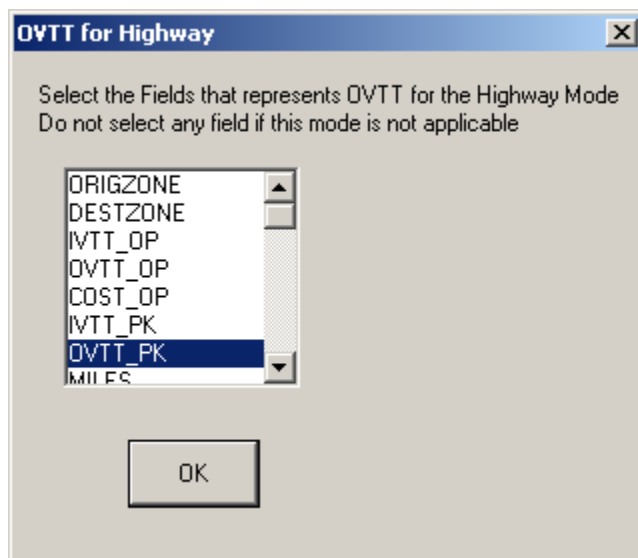 OVTT for Highway
Select the Fields that represents OVTT for the Highway Mode
Do not select any field if this mode is not applicable
ORIGZONE
DESTZONE
IVTT_OP
OVTT_OP
COST_OP
IVTT_PK
OVTT_PK
MILES
OK